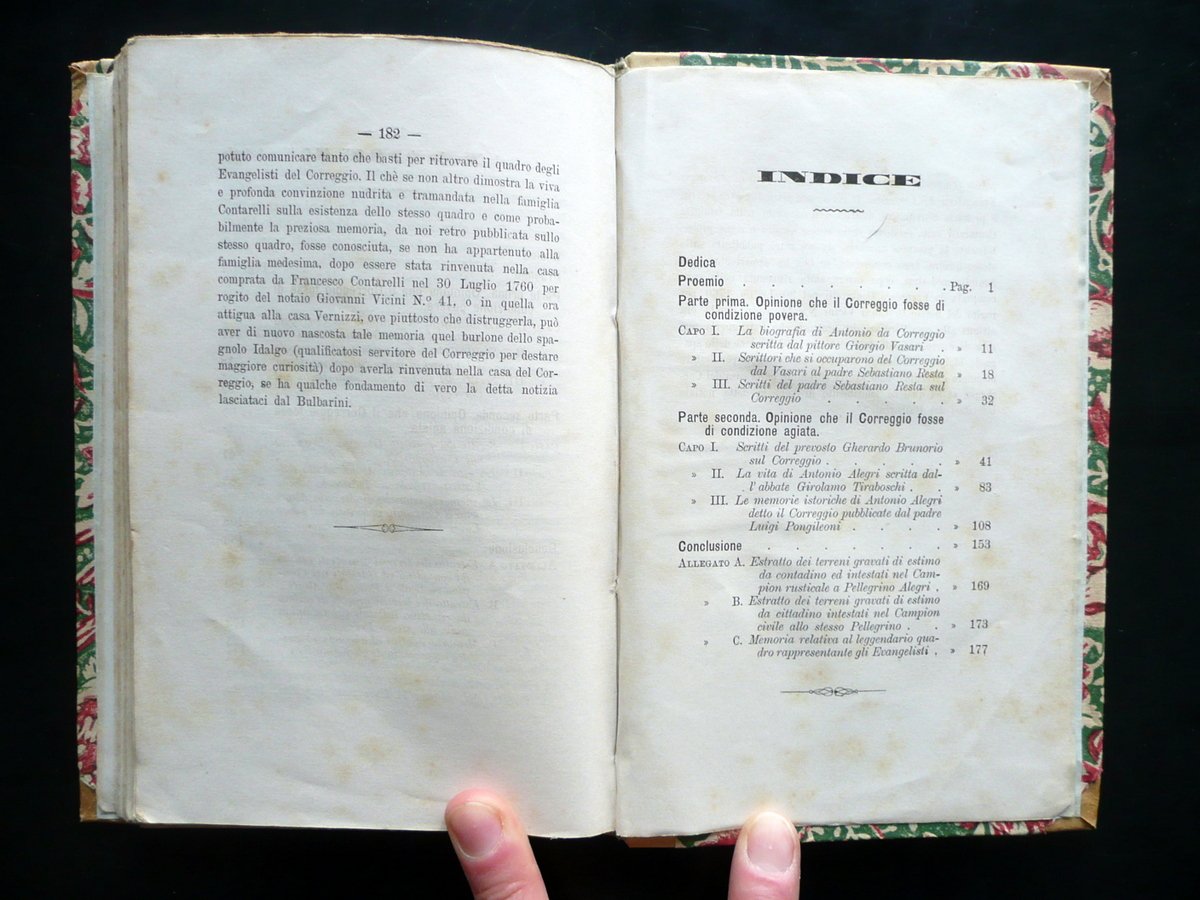 — 182 —
potuto comunicare tanto che basti per ritrovare il quadro degli
Evangelisti del Correggio. Il chè se non altro dimostra la viva
e profonda convinzione nudrita e tramandata nella famiglia
Contarelli sulla esistenza dello stesso quadro e come proba-
bilmente la preziosa memoria, da noi retro pubblicata sullo
stesso quadro, fosse conosciuta, se non ha appartenuto alla
famiglia medesima, dopo essere stata rinvenuta nella casa
comprata da Francesco Contarelli nel 30 Luglio 1760 per
rogito del notaio Giovanni Vicini N.º 41, o in quella ora
attigua alla casa Vernizzi, ove piuttosto che distruggerla, può
aver di nuovo nascosta tale memoria quel burlone dello spa-
gnolo Idalgo (qualificatosi servitore del Correggio per destare
maggiore curiosità) dopo averla rinvenuta nella casa del Cor-
reggio, se ha qualche fondamento di vero la detta notizia
lasciataci dal Bulbarini.
INDICE
Dedica
Proemio . . . . . . . Pag. 1
Parte prima. Opinione che il Correggio fosse di
condizione povera.
CAPO I. La biografia di Antonio da Correggio
scritta dal pittore Giorgio Vasari . » 11
» II. Scrittori che si occuparono del Correggio
dal Vasari al padre Sebastiano Resta » 18
» III. Scritti del padre Sebastiano Resta sul
Correggio . . . . . » 32
Parte seconda. Opinione che il Correggio fosse
di condizione agiata.
CAPO I. Scritti del prevosto Gherardo Brunorio
sul Correggio . . . . . » 41
» II. La vita di Antonio Alegri scritta dal-
l'abbate Girolamo Tiraboschi . . » 83
» III. Le memorie istoriche di Antonio Alegri
detto il Correggio pubblicate dal padre
Luigi Pongileoni . . . . » 108
Conclusione . . . . . . . » 153
ALLEGATO A. Estratto dei terreni gravati di estimo
da contadino ed intestati nel Cam-
pion rusticale a Pellegrino Alegri . » 169
» B. Estratto dei terreni gravati di estimo
da cittadino intestati nel Campion
civile allo stesso Pellegrino . . » 173
» C. Memoria relativa al leggendario qua-
dro rappresentante gli Evangelisti . » 177